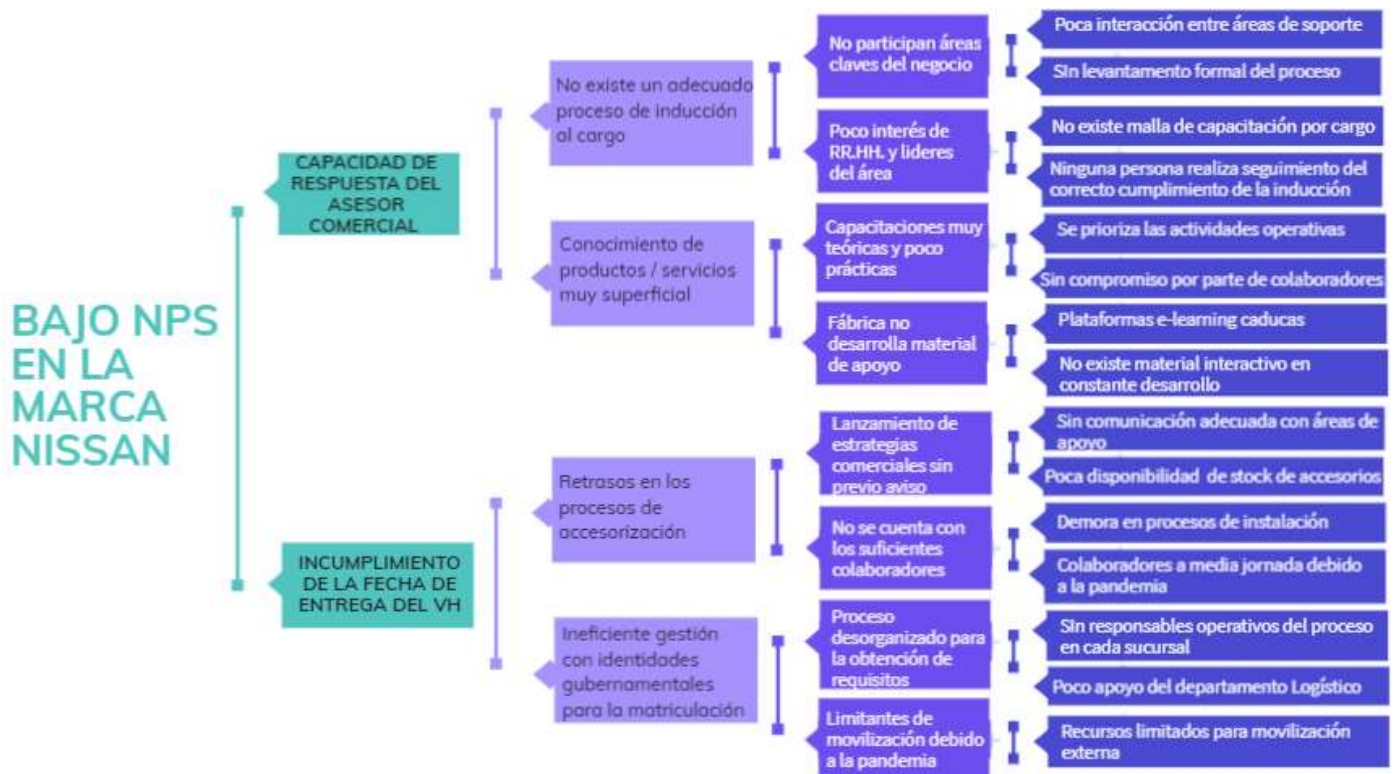 BAJO NPS
EN LA
MARCA
NISSAN
CAPACIDAD DE
RESPUESTA DEL
ASESOR
COMERCIAL
No existe un adecuado
proceso de inducción
al cargo
No participan áreas
claves del negocio
Poca interacción entre áreas de soporte
SIn levantamento formal del proceso
Poco interés de
RR.HH. y lideres
del área
No existe malla de capacitación por cargo
Ninguna persona realiza seguimiento del
correcto cumplimiento de la inducción
Conocimiento de
productos / servicios
muy superficial
Capacitaciones muy
teóricas y poco
prácticas
Se prioriza las actividades operativas
Sin compromiso por parte de colaboradores
Fábrica no
desarrolla material
de apoyo
Plataformas e-learning caducas
No existe material interactivo en
constante desarrollo
INCUMPLIMIENTO
DE LA FECHA DE
ENTREGA DEL VH
Retrasos en los
procesos de
accesorización
Lanzamiento de
estrategias
comerciales sin
previo aviso
Sin comunicación adecuada con áreas de
apoyo
Poca disponibilidad de stock de accesorios
No se cuenta con
los suficientes
colaboradores
Demora en procesos de instalación
Colaboradores a media jornada debido
a la pandemia
Ineficiente gestión
con identidades
gubernamentales
para la matriculación
Proceso
desorganizado para
la obtención de
requisitos
SIn responsables operativos del proceso
en cada sucursal
Poco apoyo del departamento Logístico
Limitantes de
movilización debido
a la pandemia
Recursos limitados para movilización
externa